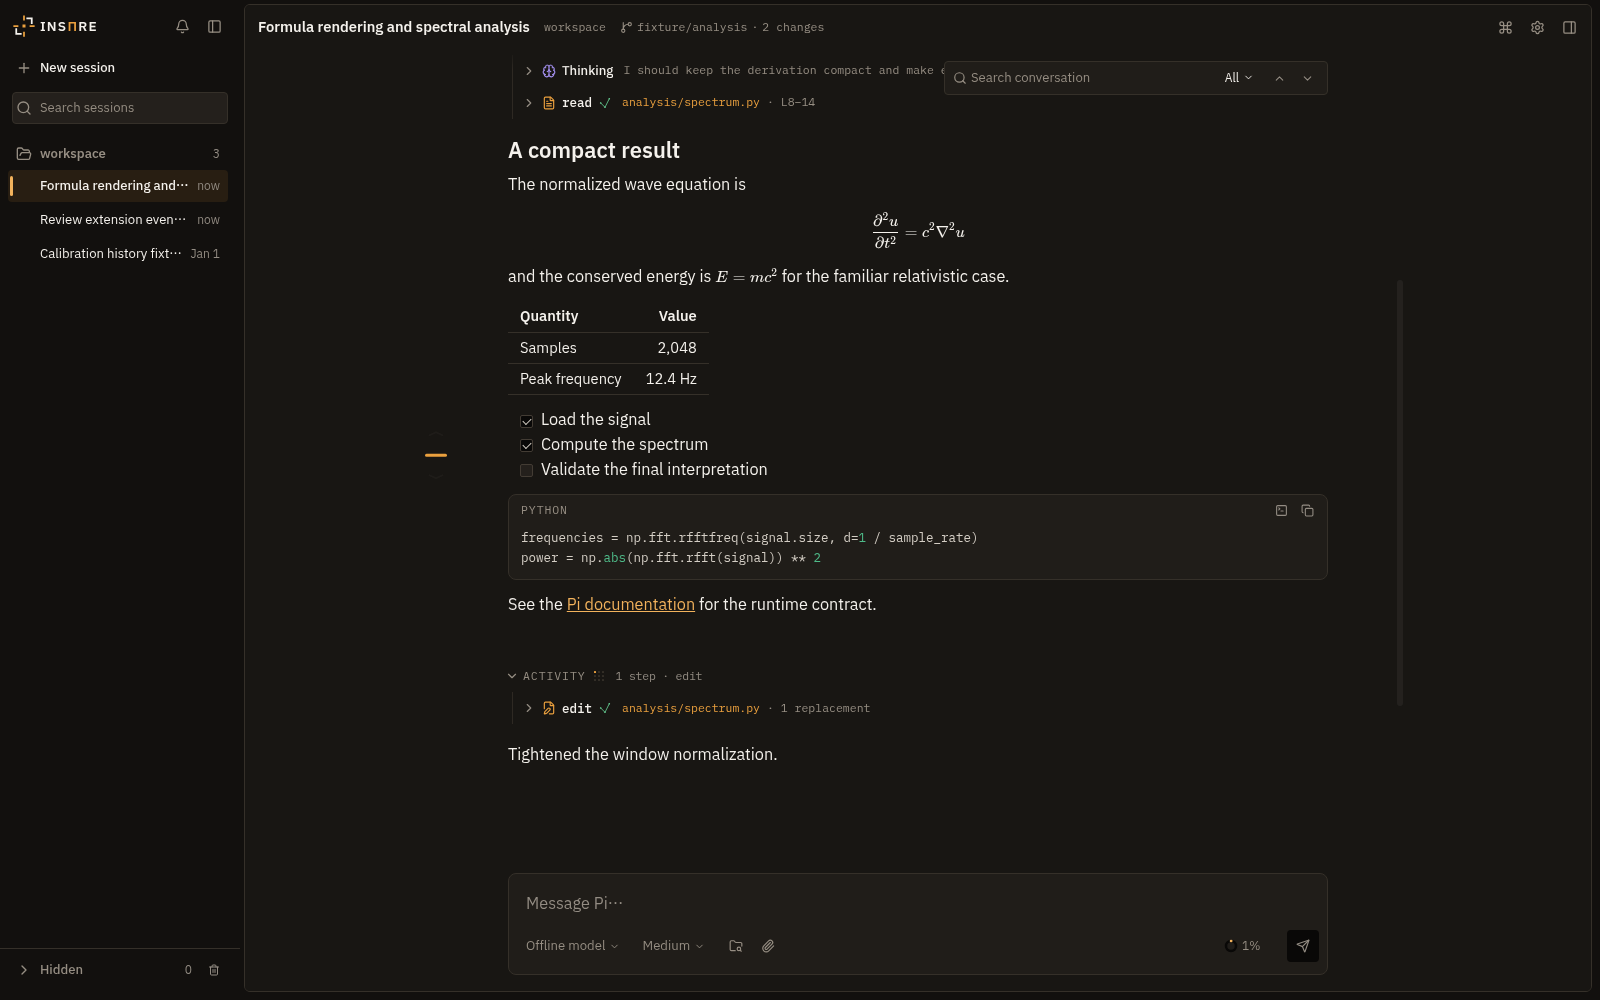 INSΠRE
New session
Search sessions
workspace 3
Formula rendering and··· now
Review extension even··· now
Calibration history fixt··· Jan 1
Hidden 0
Formula rendering and spectral analysis workspace fixture/analysis · 2 changes
Search conversation All
Thinking I should keep the derivation compact and make
read analysis/spectrum.py · L8–14
A compact result
The normalized wave equation is
∂²u/∂t² = c²∇²u
and the conserved energy is E = mc² for the familiar relativistic case.
Quantity Value
Samples 2,048
Peak frequency 12.4 Hz
Load the signal
Compute the spectrum
Validate the final interpretation
PYTHON
frequencies = np.fft.rfftfreq(signal.size, d=1 / sample_rate)
power = np.abs(np.fft.rfft(signal)) ** 2
See the Pi documentation for the runtime contract.
ACTIVITY 1 step · edit
edit analysis/spectrum.py · 1 replacement
Tightened the window normalization.
Message Pi···
Offline model Medium 1%